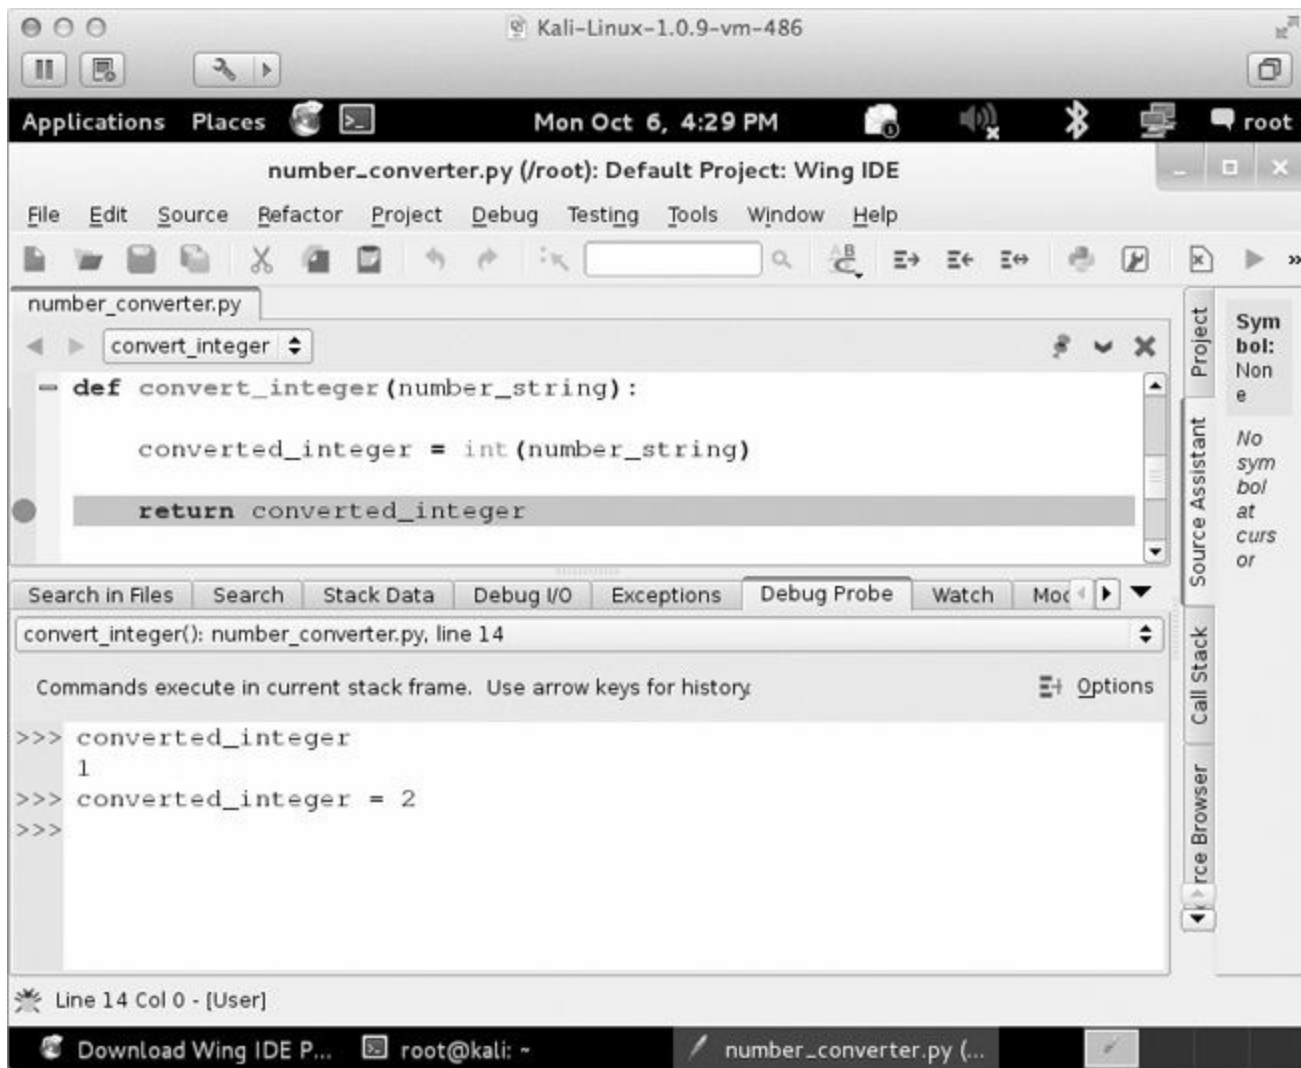 Kali-Linux-1.0.9-vm-486
Applications Places Mon Oct 6, 4:29 PM root
number_converter.py (/root): Default Project: Wing IDE
File Edit Source Refactor Project Debug Testing Tools Window Help
number_converter.py
convert_integer
def convert_integer(number_string):
converted_integer = int(number_string)
return converted_integer
Search in Files Search Stack Data Debug I/O Exceptions Debug Probe Watch Moc
convert_integer(): number_converter.py, line 14
Commands execute in current stack frame. Use arrow keys for history
Options
>>> converted_integer
1
>>> converted_integer = 2
>>>
Project
Source Assistant
Call Stack
rce Browser
Sym
bol:
Non
e
No
sym
bol
at
curs
or
Line 14 Col 0 - [User]
Download Wing IDE P... root@kali: ~ number_converter.py (...